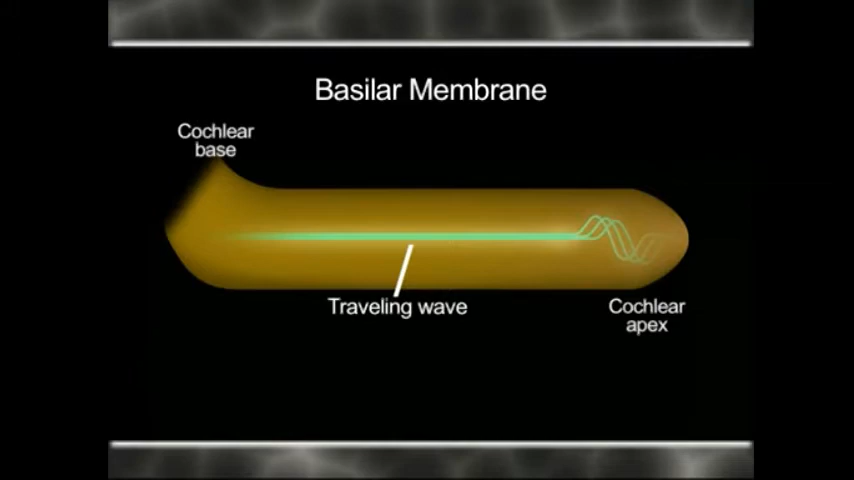 Basilar Membrane
Cochlear
base
Traveling wave
Cochlear
apex